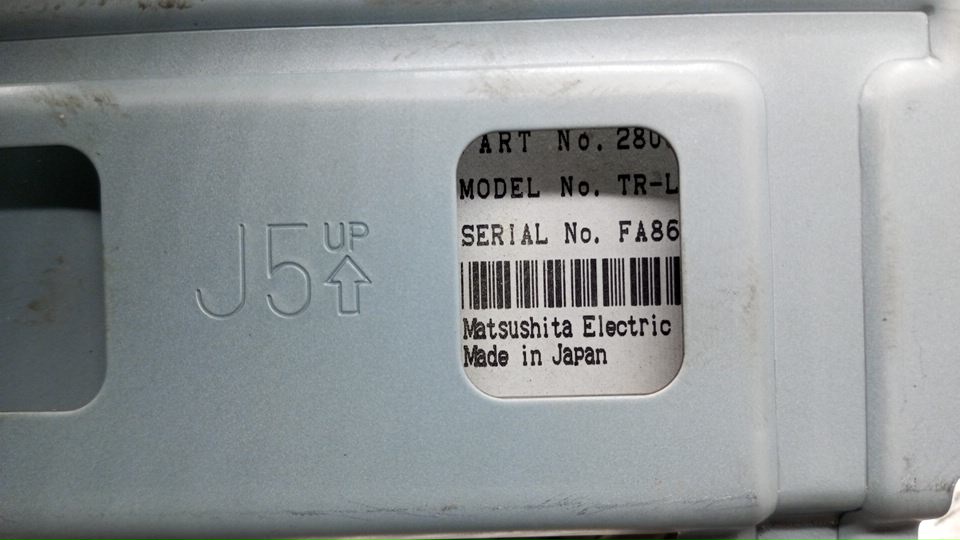 J5 UP
ART No. 280
MODEL No. TR-L
SERIAL No. FA86
Matsushita Electric
Made in Japan